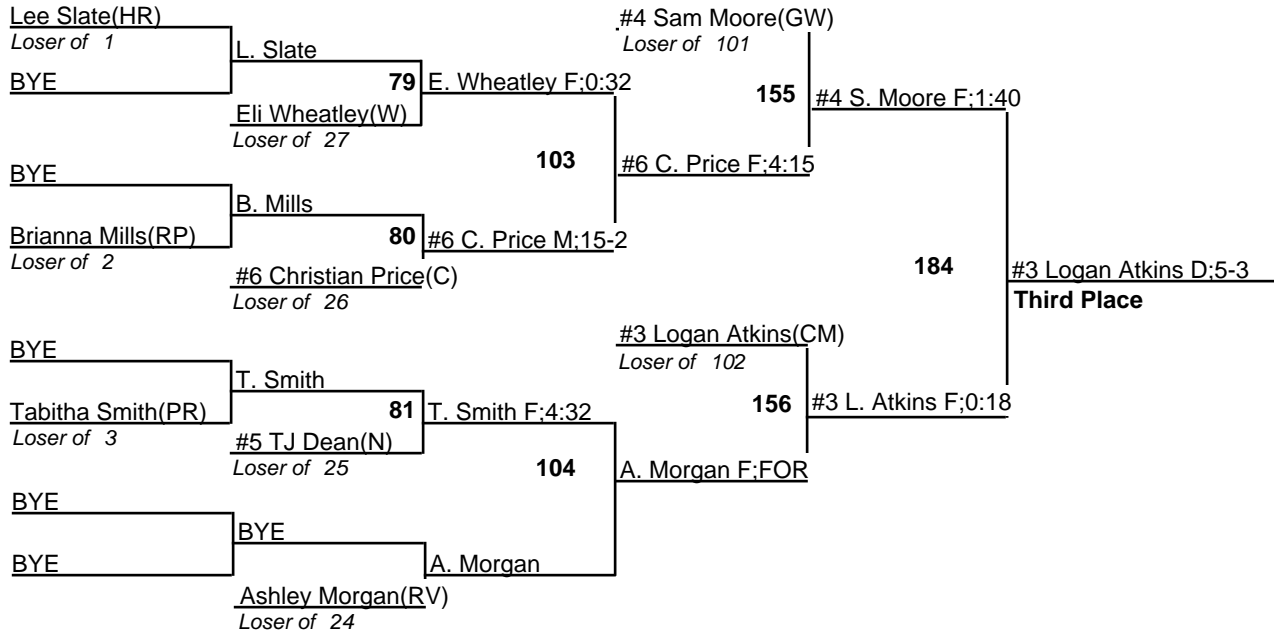 Lee Slate(HR)
Loser of 1
BYE
L. Slate
79
Eli Wheatley(W)
Loser of 27
E. Wheatley F;0:32
BYE
Brianna Mills(RP)
Loser of 2
B. Mills
80
#6 Christian Price(C)
Loser of 26
#6 C. Price M;15-2
103
#6 C. Price F;4:15
#4 Sam Moore(GW)
Loser of 101
155
#4 S. Moore F;1:40
BYE
Tabitha Smith(PR)
Loser of 3
T. Smith
81
#5 TJ Dean(N)
Loser of 25
T. Smith F;4:32
BYE
BYE
BYE
Ashley Morgan(RV)
Loser of 24
A. Morgan
104
A. Morgan F;FOR
#3 Logan Atkins(CM)
Loser of 102
156
#3 L. Atkins F;0:18
184
#3 Logan Atkins D;5-3
Third Place